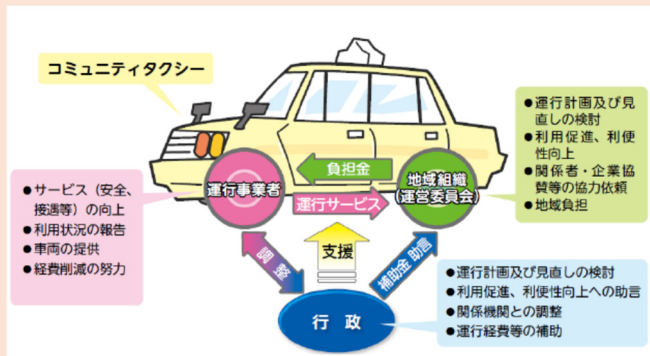 コミュニティタクシー
●運行計画及び見
直しの検討
●利用促進、利便
性向上
●関係者・企業協
賛等の協力依頼
●地域負担
負担金
運行事業者
地域組織
(運営委員会)
運行サービス
●サービス（安全、
接遇等）の向上
●利用状況の報告
●車両の提供
●経費削減の努力
調整
支援
補助金 助言
行政
●運行計画及び見直しの検討
●利用促進、利便性向上への助言
●関係機関との調整
●運行経費等の補助